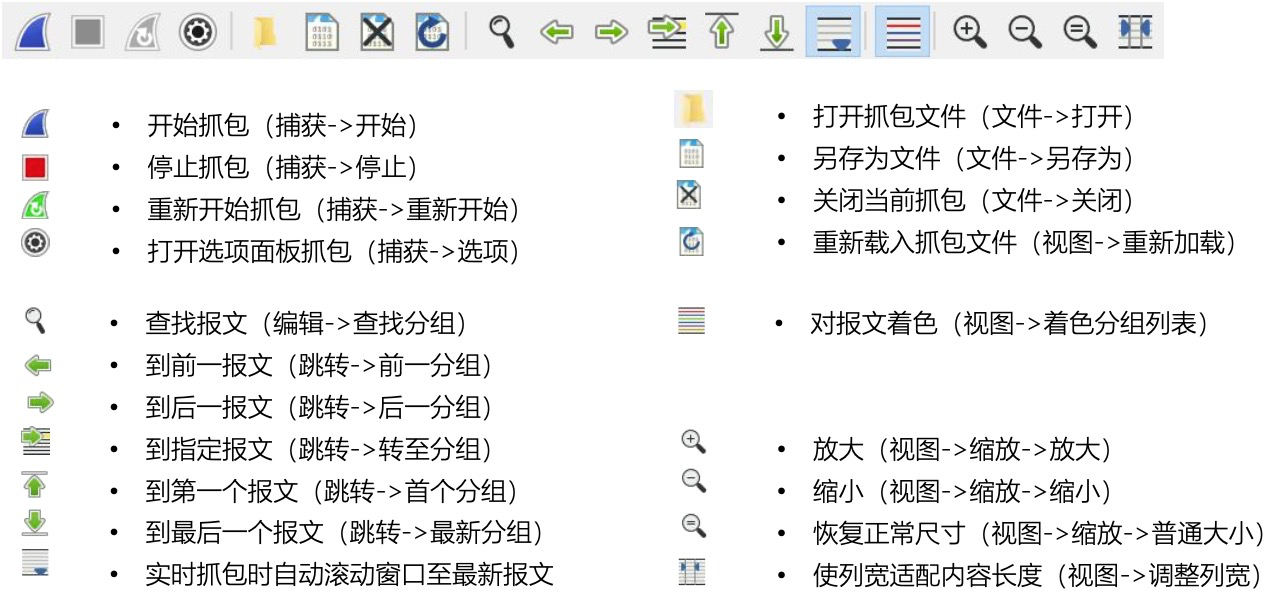 • 开始抓包（捕获->开始）
• 停止抓包（捕获->停止）
• 重新开始抓包（捕获->重新开始）
• 打开选项面板抓包（捕获->选项）
• 打开抓包文件（文件->打开）
• 另存为文件（文件->另存为）
• 关闭当前抓包（文件->关闭）
• 重新载入抓包文件（视图->重新加载）
• 查找报文（编辑->查找分组）
• 到前一报文（跳转->前一分组）
• 到后一报文（跳转->后一分组）
• 到指定报文（跳转->转至分组）
• 到第一个报文（跳转->首个分组）
• 到最后一个报文（跳转->最新分组）
• 实时抓包时自动滚动窗口至最新报文
• 对报文着色（视图->着色分组列表）
• 放大（视图->缩放->放大）
• 缩小（视图->缩放->缩小）
• 恢复正常尺寸（视图->缩放->普通大小）
• 使列宽适配内容长度（视图->调整列宽）